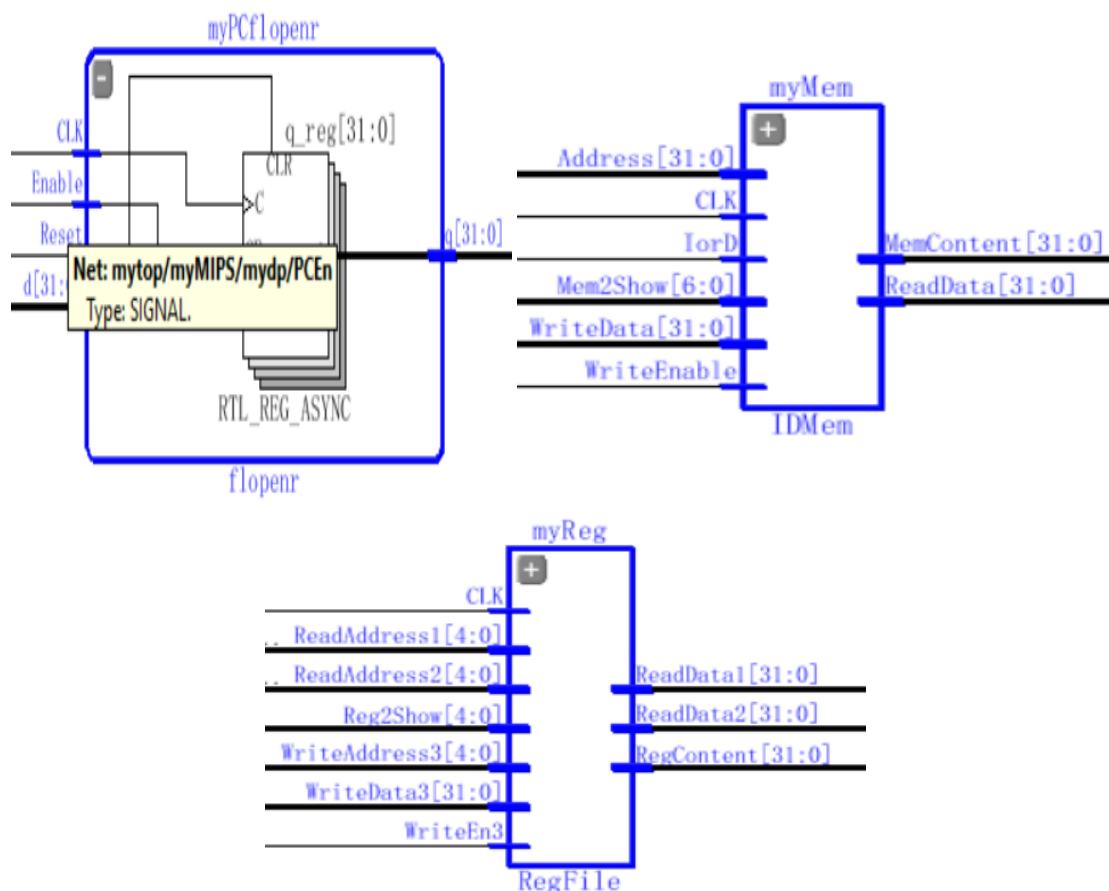 myPCflopenr
CLK
Enable
Reset
q_reg[31:0]
CLR
C
q[31:0]
Net: mytop/myMIPS/mydp/PCEn
Type: SIGNAL.
RTL_REG_ASYNC
flopenr
myMem
Address[31:0]
CLK
IorD
Mem2Show[6:0]
WriteData[31:0]
WriteEnable
MemContent[31:0]
ReadData[31:0]
IDMem
myReg
CLK
ReadAddress1[4:0]
ReadAddress2[4:0]
Reg2Show[4:0]
WriteAddress3[4:0]
WriteData3[31:0]
WriteEn3
ReadData1[31:0]
ReadData2[31:0]
RegContent[31:0]
RegFile